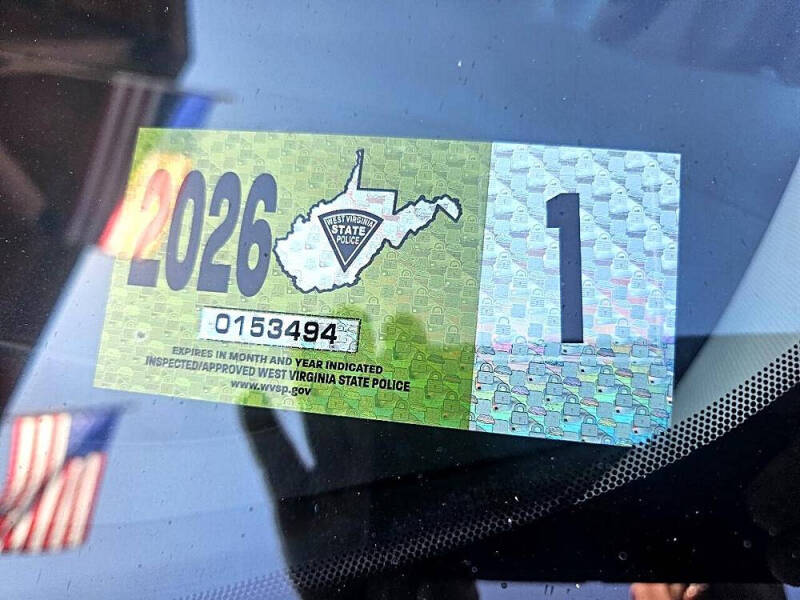 2026
WEST VIRGINIA
STATE
POLICE
1
0153494
EXPIRES IN MONTH AND YEAR INDICATED
INSPECTED/APPROVED WEST VIRGINIA STATE POLICE
www.wvsp.gov